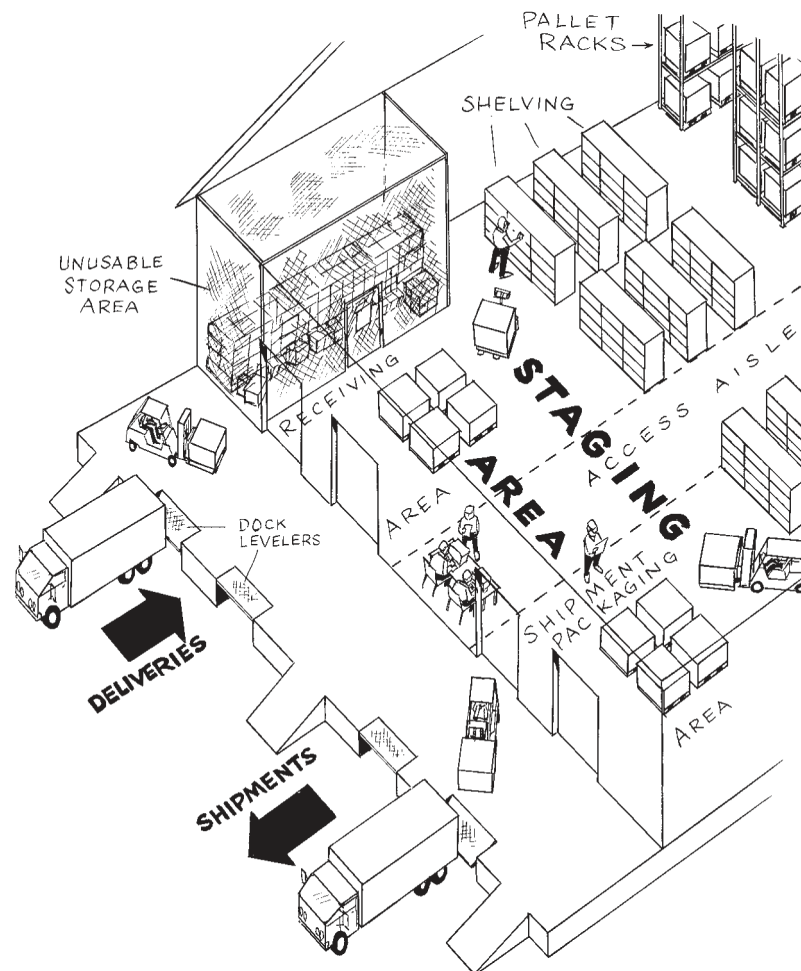 PALLET
RACKS
SHELVING
UNUSABLE
STORAGE
AREA
RECEIVING
AREA
STAGING
AREA
ACCESS AISLE
DOCK
LEVELERS
SHIPMENT
PACKAGING
AREA
DELIVERIES
SHIPMENTS